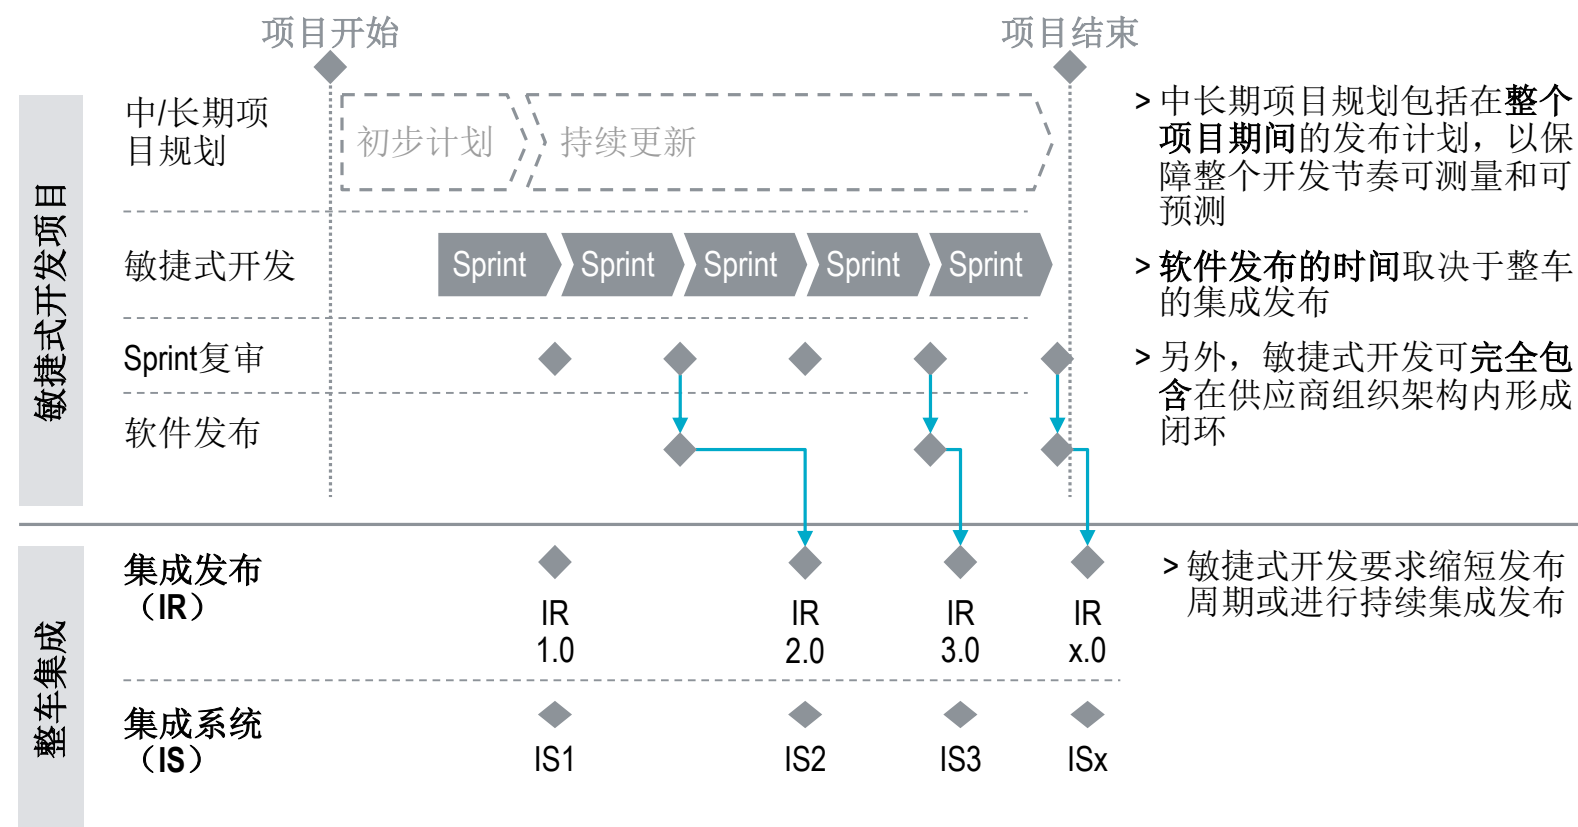 项目开始
项目结束
敏捷式开发项目
中/长期项
目规划
初步计划
持续更新
敏捷式开发
Sprint
Sprint
Sprint
Sprint
Sprint
Sprint复审
软件发布
> 中长期项目规划包括在整个
项目期间的发布计划，以保
障整个开发节奏可测量和可
预测
> 软件发布的时间取决于整车
的集成发布
> 另外，敏捷式开发可完全包
含在供应商组织架构内形成
闭环
整车集成
集成发布
（IR）
IR
1.0
IR
2.0
IR
3.0
IR
x.0
> 敏捷式开发要求缩短发布
周期或进行持续集成发布
集成系统
（IS）
IS1
IS2
IS3
ISx